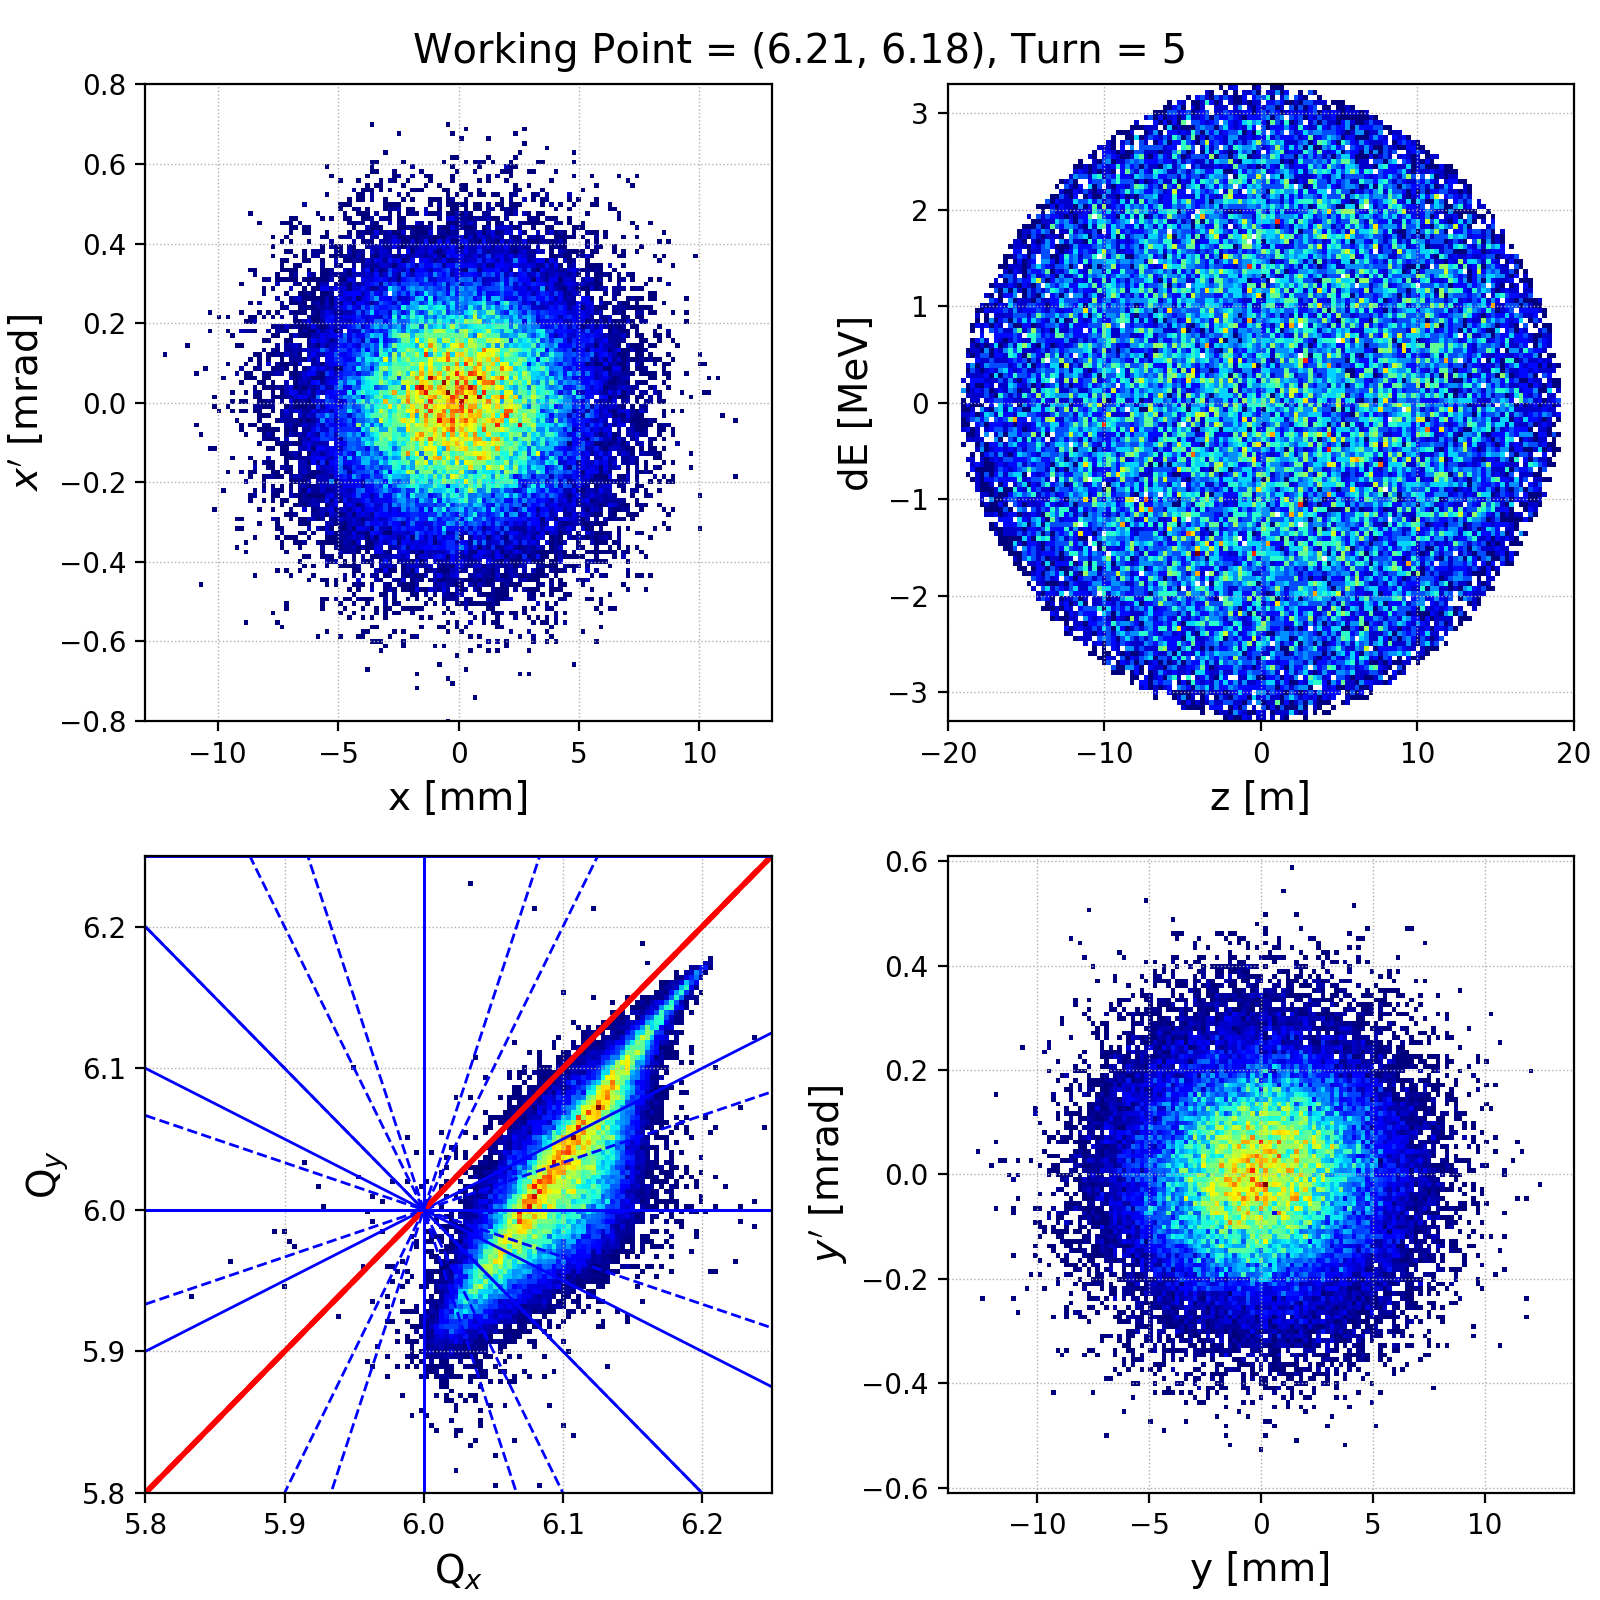 Working Point = (6.21, 6.18), Turn = 5
0.8
0.6
0.4
0.2
0.0
−0.2
−0.4
−0.6
−0.8
x′ [mrad]
−10 −5 0 5 10
x [mm]
3
2
1
0
−1
−2
−3
dE [MeV]
−20 −10 0 10 20
z [m]
6.2
6.1
6.0
5.9
5.8
Qy
5.8 5.9 6.0 6.1 6.2
Qx
0.6
0.4
0.2
0.0
−0.2
−0.4
−0.6
y′ [mrad]
−10 −5 0 5 10
y [mm]